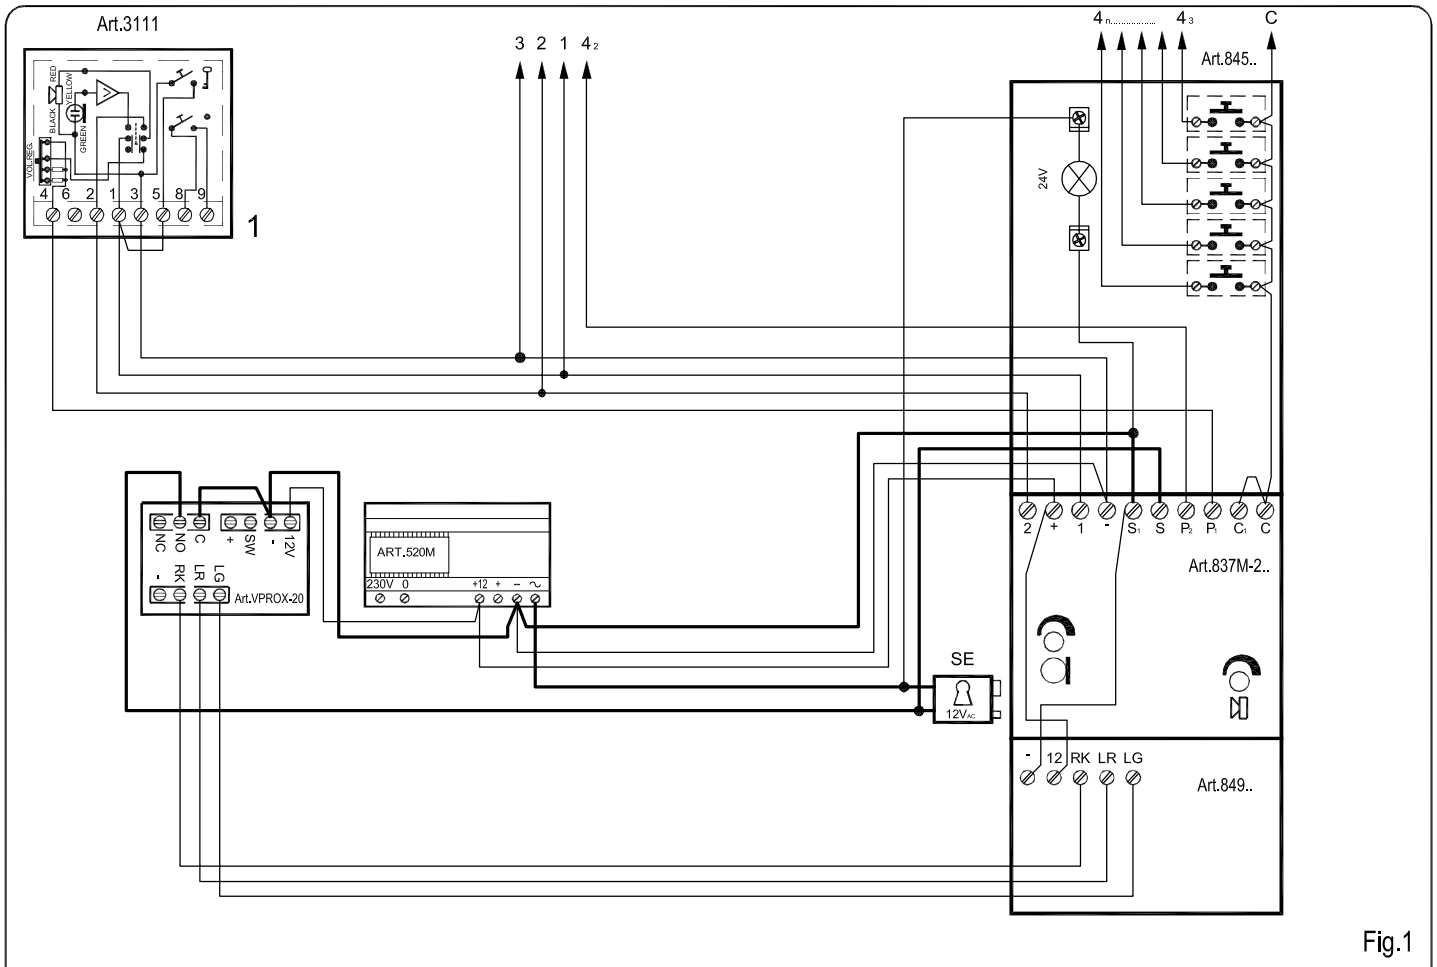 Art.3111
3 2 1 4₂
4ₙ................. 4₃ C
Art.845..
RED
YELLOW
BLACK
GREEN
VOL.REG.
4 6 2 1 3 5 8 9
1
24V
NC NO C + SW - 12V
- RK LR LG
Art.VPROX-20
ART.520M
230V 0 +12 + – ~
2 + 1 - S₁ S P₂ P₁ C₁ C
Art.837M-2..
SE
12VAC
- 12 RK LR LG
Art.849..
Fig.1